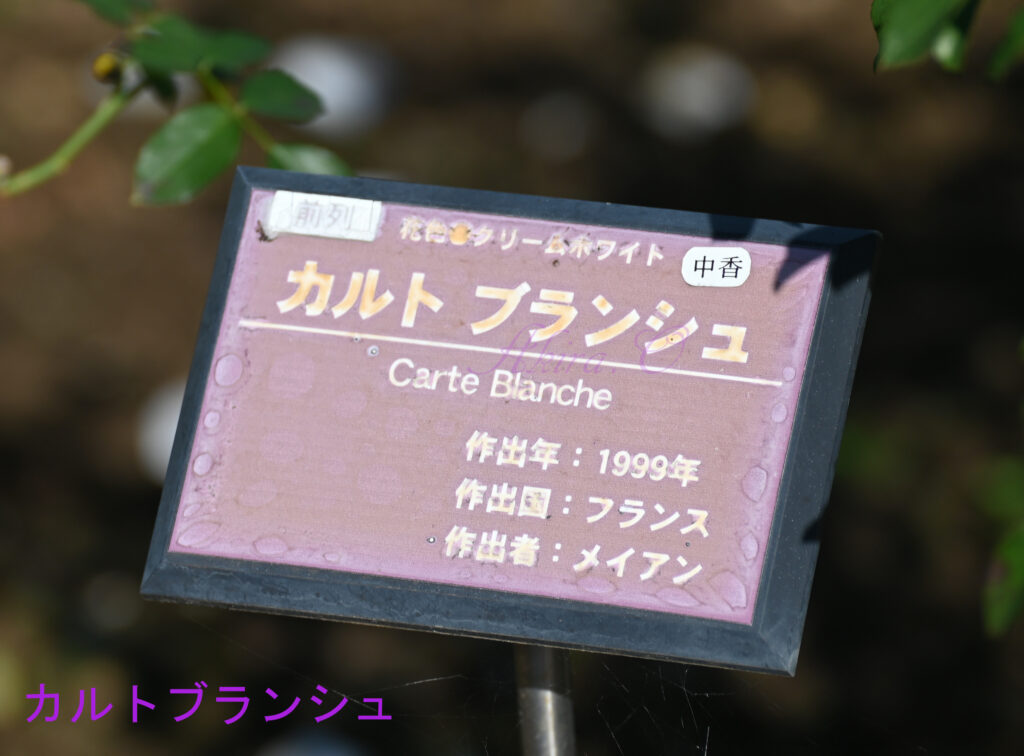 前列
花色：クリームホワイト
中香
カルト ブランシュ
Akira. O
Carte Blanche
作出年：1999年
作出国：フランス
作出者：メイアン
カルトブランシュ